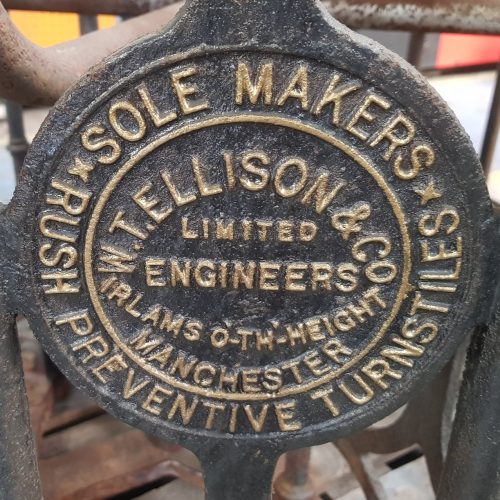 SOLE MAKERS
RUSH PREVENTIVE TURNSTILES
W.T. ELLISON & CO
LIMITED
ENGINEERS
IRLAMS O-TH'-HEIGHT
MANCHESTER